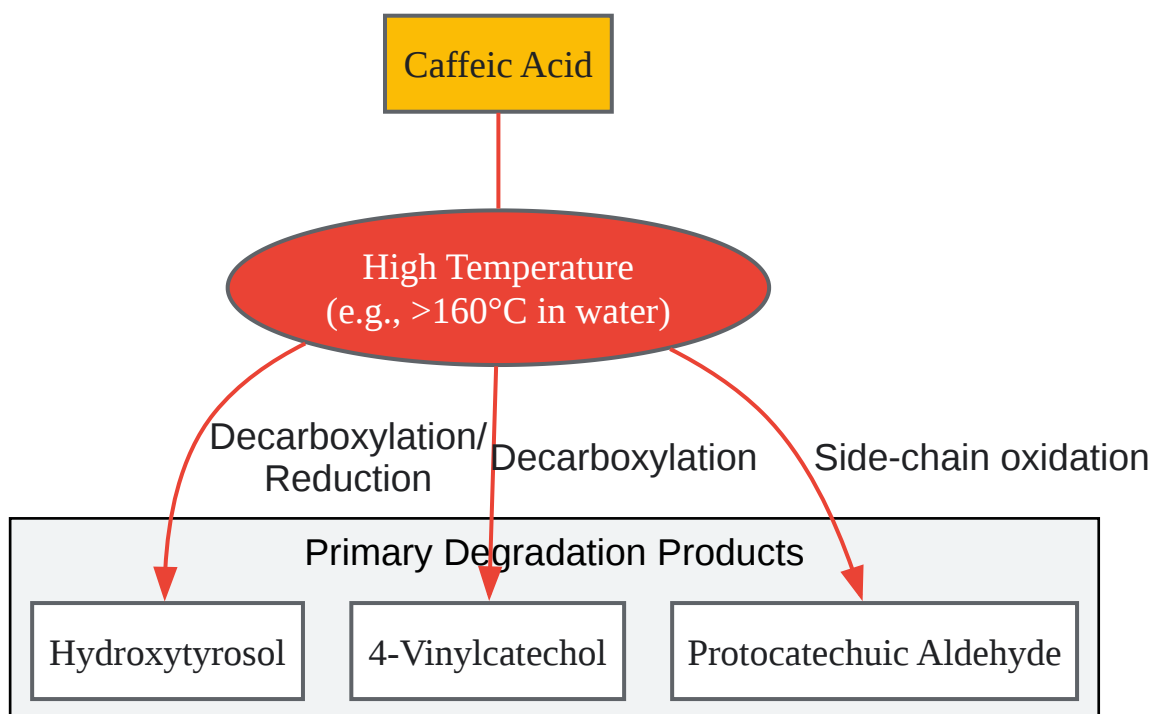 Caffeic Acid
High Temperature
(e.g., >160°C in water)
Decarboxylation/
Reduction
Decarboxylation
Side-chain oxidation
Primary Degradation Products
Hydroxytyrosol
4-Vinylcatechol
Protocatechuic Aldehyde